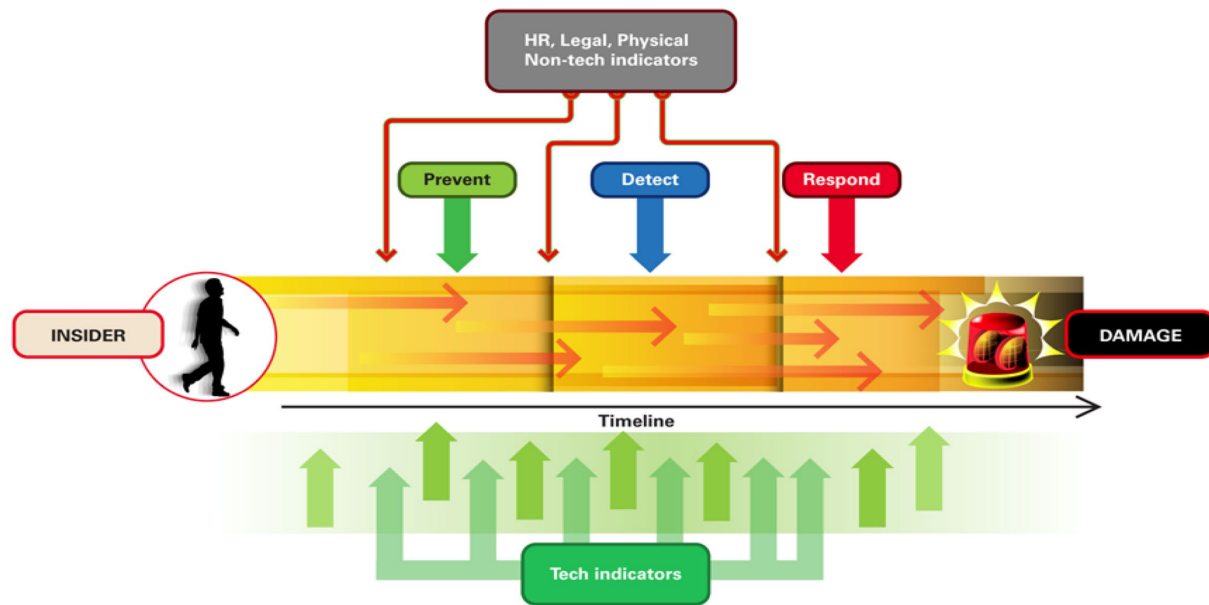 HR, Legal, Physical
Non-tech indicators
Prevent
Detect
Respond
INSIDER
DAMAGE
Timeline
Tech indicators